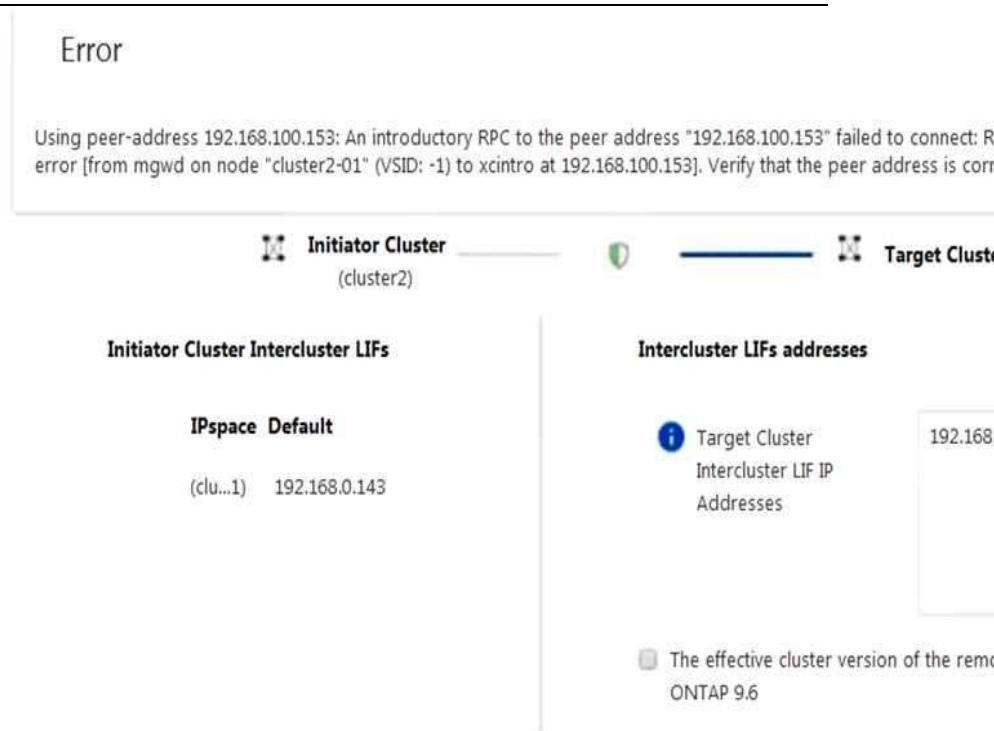 Error
Using peer-address 192.168.100.153: An introductory RPC to the peer address "192.168.100.153" failed to connect: R
error [from mgwd on node "cluster2-01" (VSID: -1) to xcintro at 192.168.100.153]. Verify that the peer address is corr
Initiator Cluster
(cluster2)
Target Cluste
Initiator Cluster Intercluster LIFs
IPspace Default
(clu...1) 192.168.0.143
Intercluster LIFs addresses
Target Cluster
Intercluster LIF IP
Addresses
192.168
The effective cluster version of the remo
ONTAP 9.6